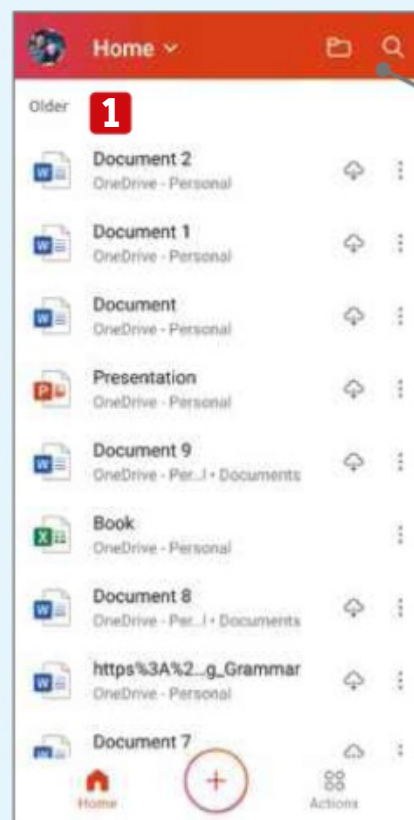 Home
Older
1
Document 2
OneDrive - Personal
Document 1
OneDrive - Personal
Document
OneDrive - Personal
Presentation
OneDrive - Personal
Document 9
OneDrive - Per...l • Documents
Book
OneDrive - Personal
Document 8
OneDrive - Per...l • Documents
https%3A%2...g_Grammar
OneDrive - Personal
Document 7
Home
Actions